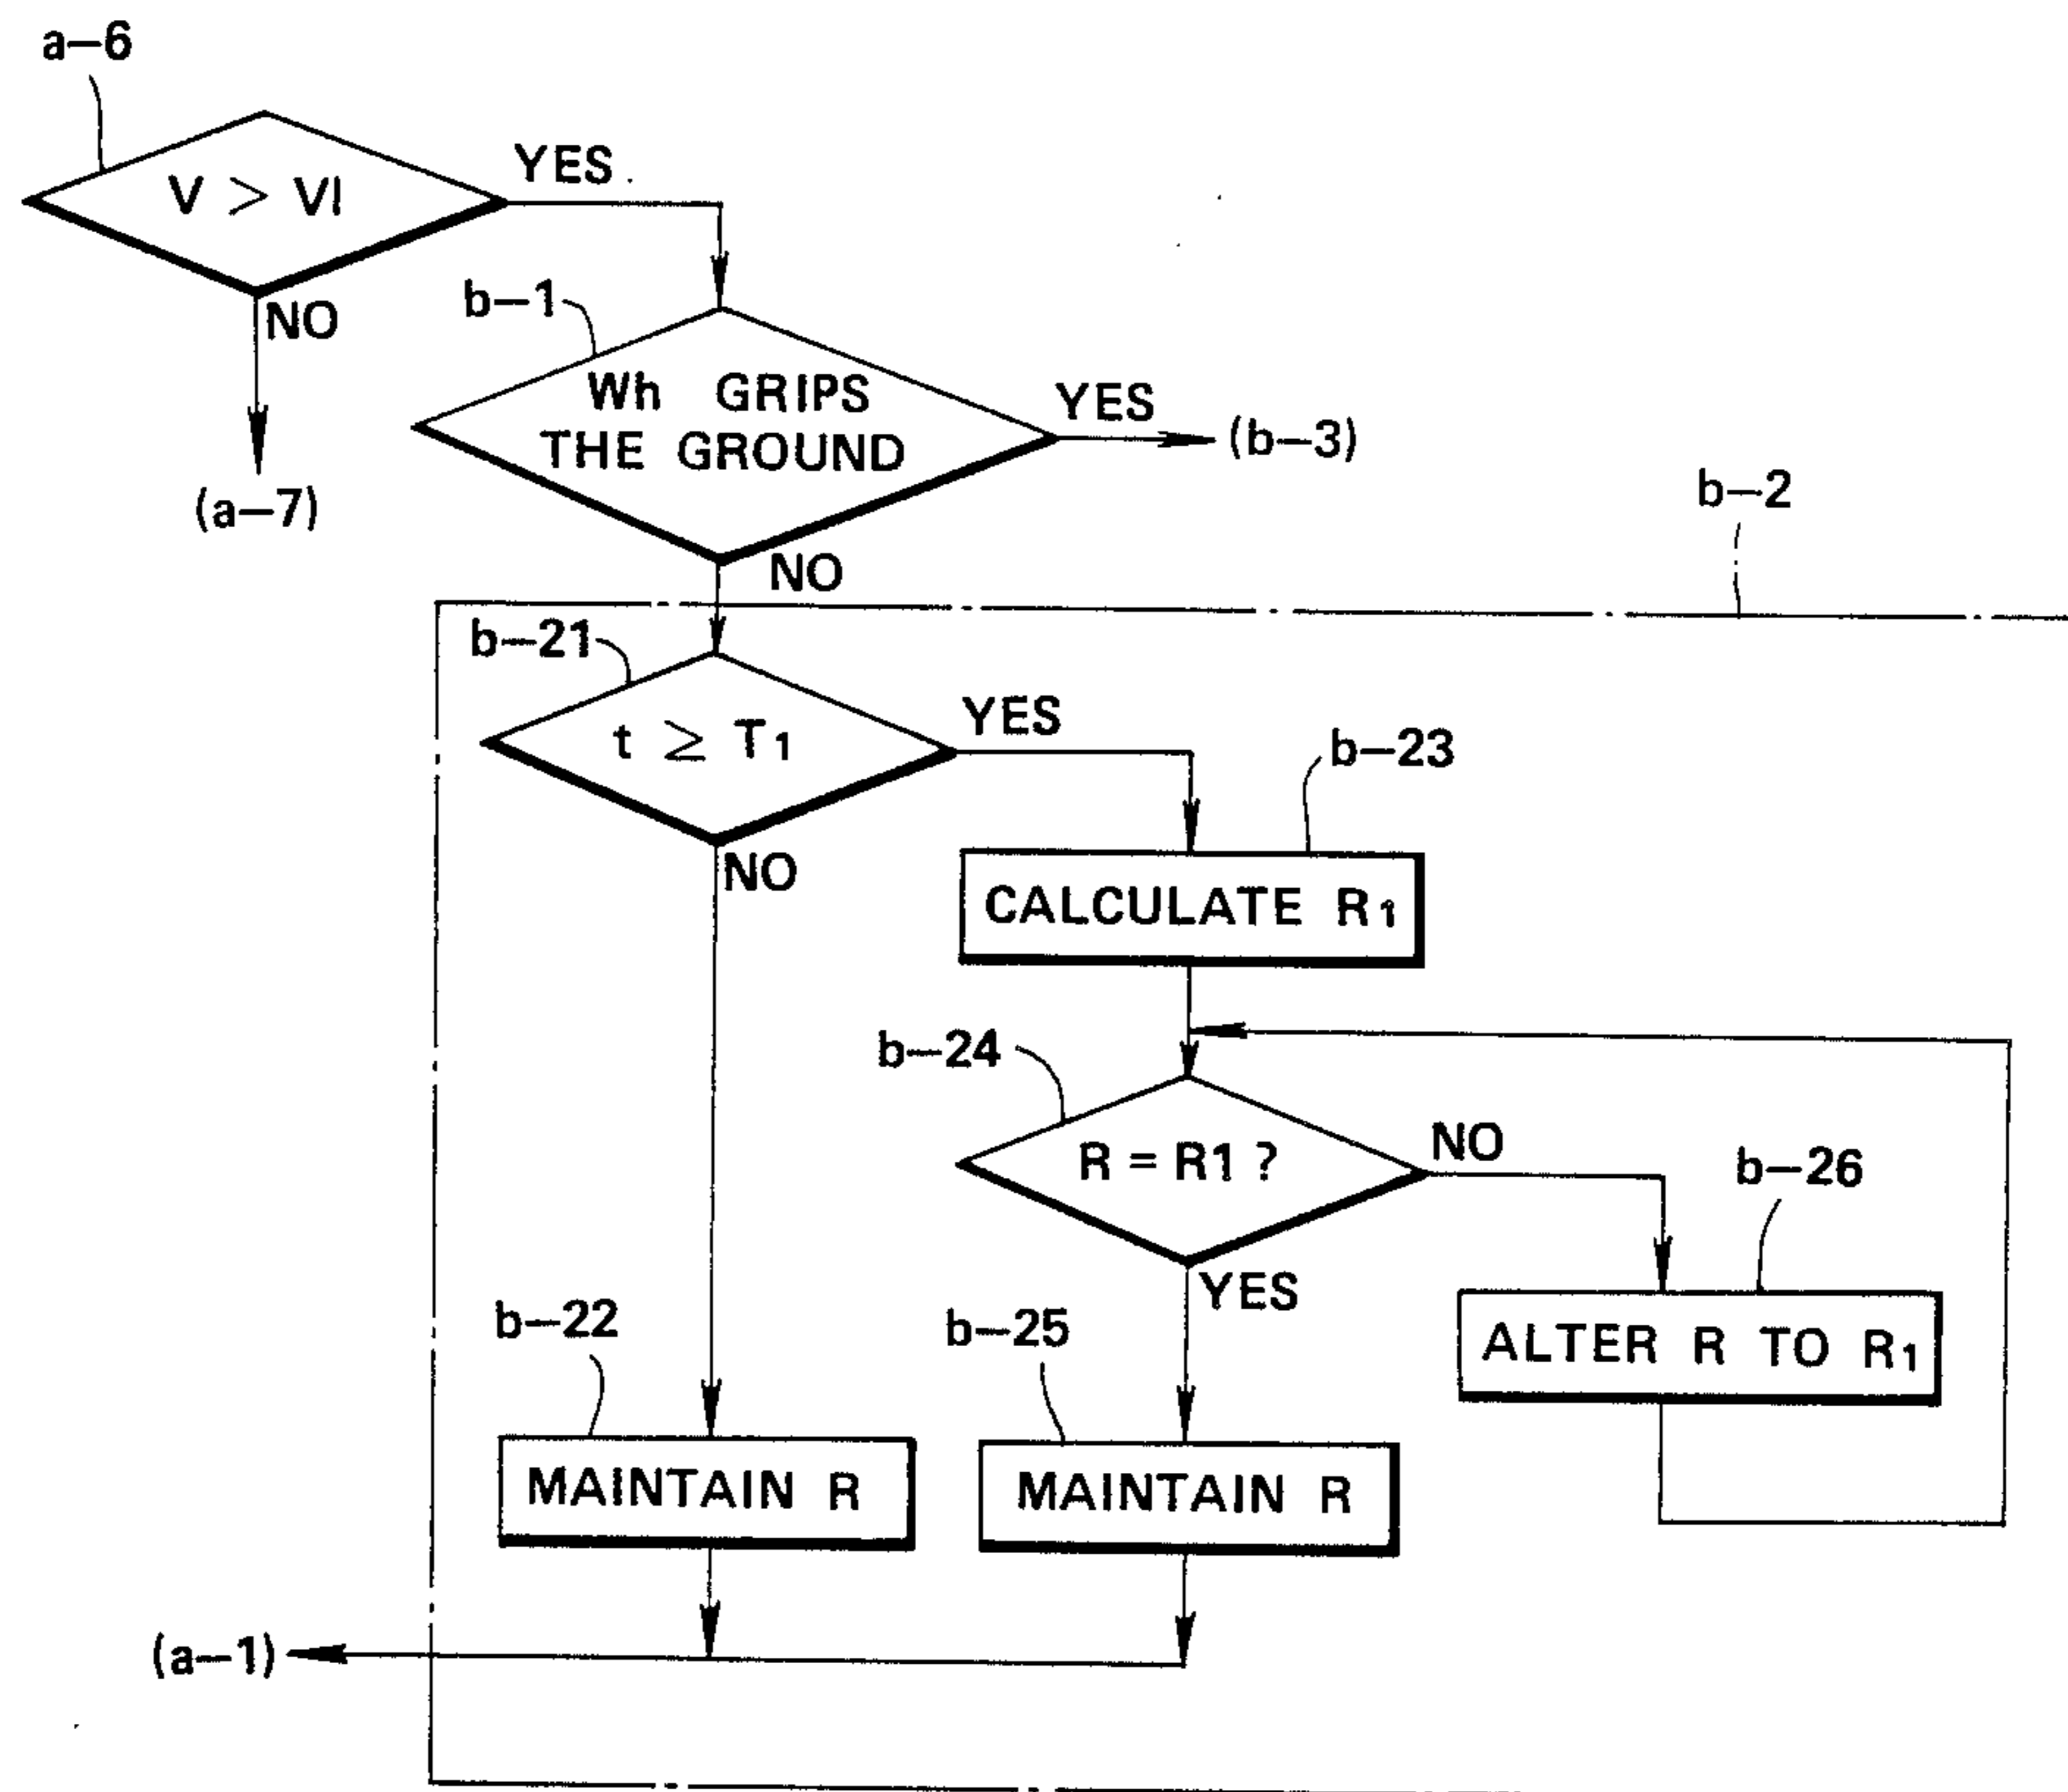 a—6
V > Vl
YES
NO
(a—7)
b—1
Wh GRIPS
THE GROUND
YES
(b—3)
NO
b—2
b—21
t ≥ T1
YES
NO
b—23
CALCULATE R1
b—24
R = R1 ?
NO
YES
b—26
ALTER R TO R1
b—22
MAINTAIN R
b—25
MAINTAIN R
(a—1)